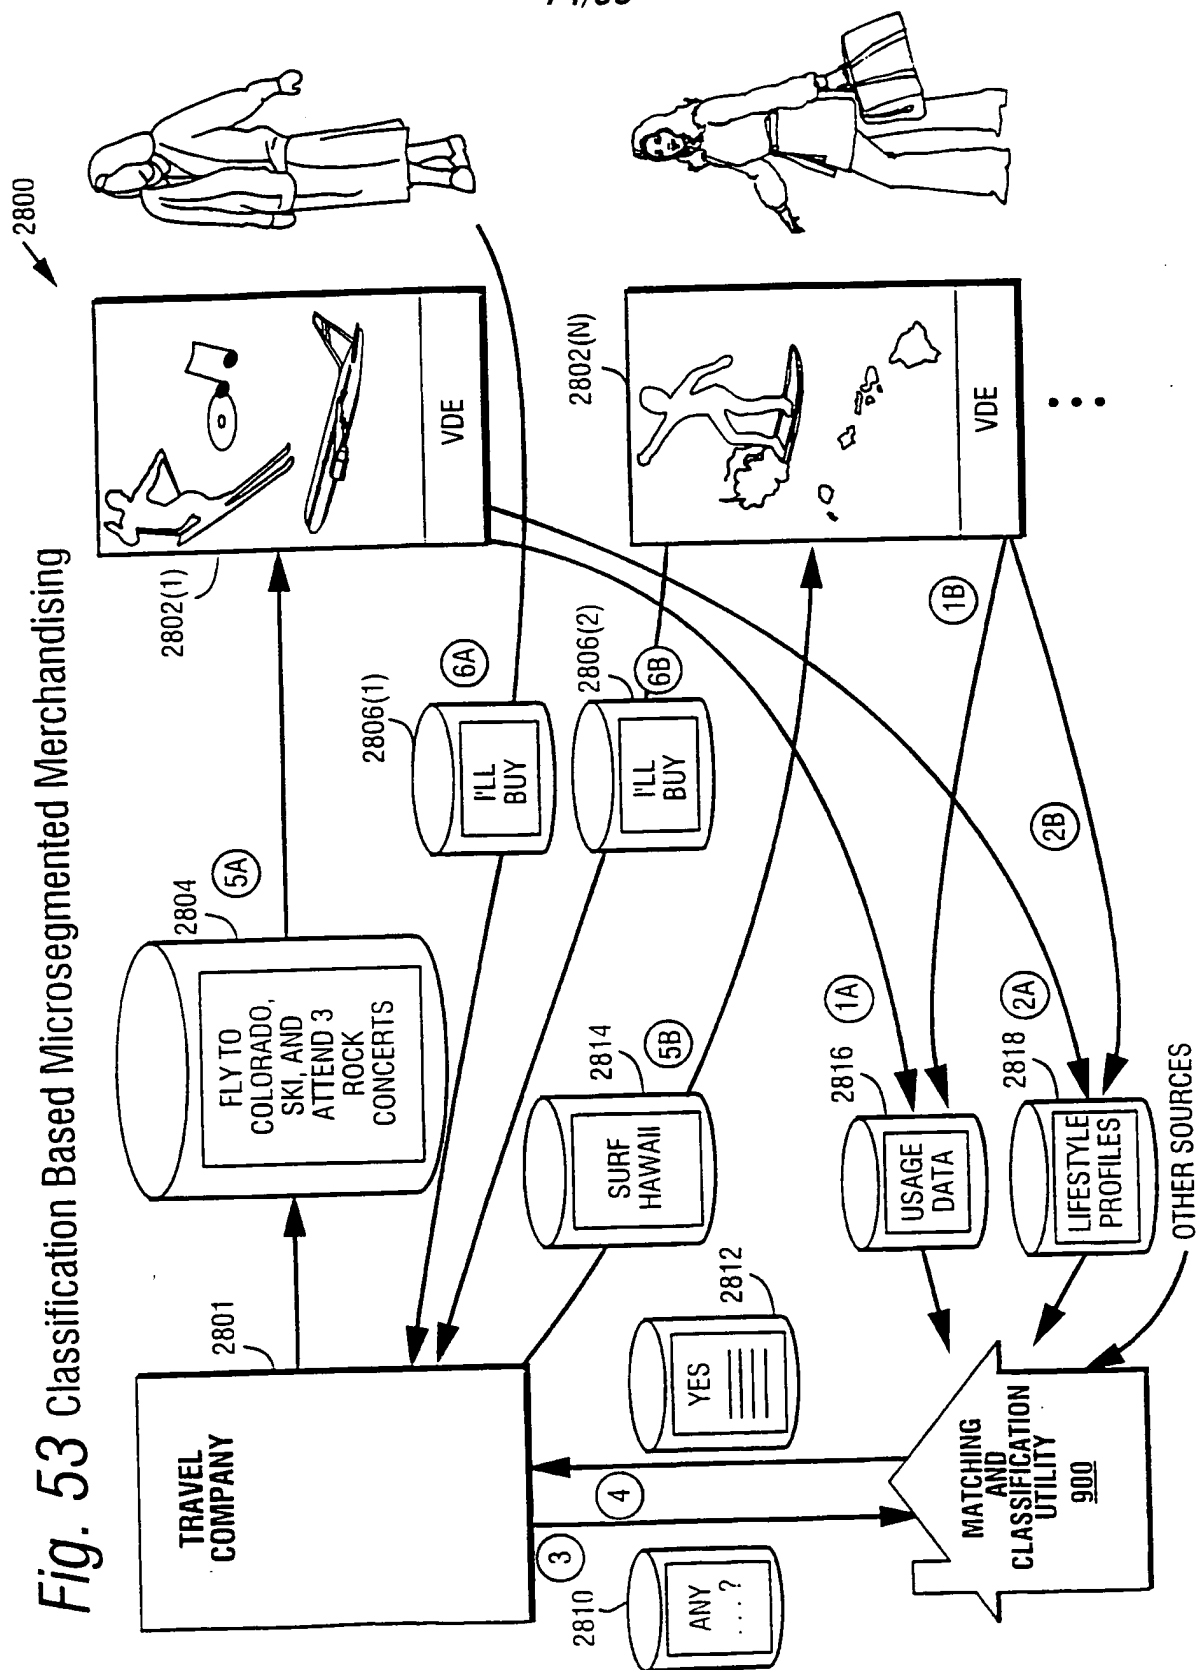 Fig. 53 Classification Based Microsegmented Merchandising
2800
TRAVEL
COMPANY
2801
2804
5A
FLY TO
COLORADO,
SKI, AND
ATTEND 3
ROCK
CONCERTS
2802(1)
VDE
2806(1)
6A
I'LL
BUY
2806(2)
6B
I'LL
BUY
2802(N)
VDE
2814
5B
SURF
HAWAII
3
4
2810
ANY
....?
2812
YES
1A
1B
2816
USAGE
DATA
2A
2B
2818
LIFESTYLE
PROFILES
MATCHING
AND
CLASSIFICATION
UTILITY
900
OTHER SOURCES